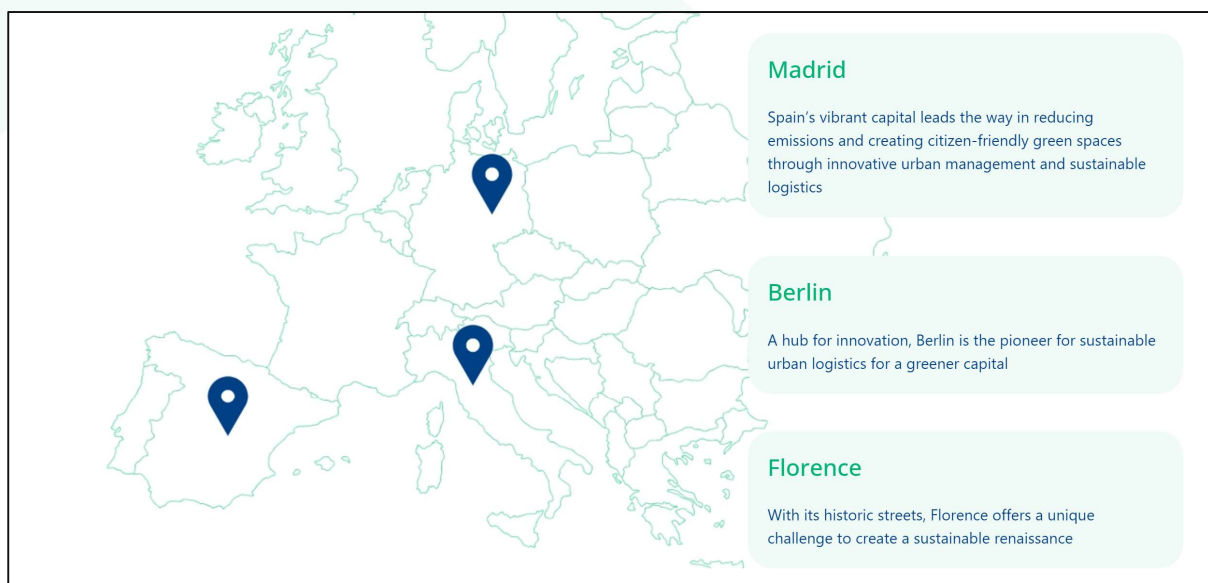 Madrid
Spain's vibrant capital leads the way in reducing
emissions and creating citizen-friendly green spaces
through innovative urban management and sustainable
logistics
Berlin
A hub for innovation, Berlin is the pioneer for sustainable
urban logistics for a greener capital
Florence
With its historic streets, Florence offers a unique
challenge to create a sustainable renaissance